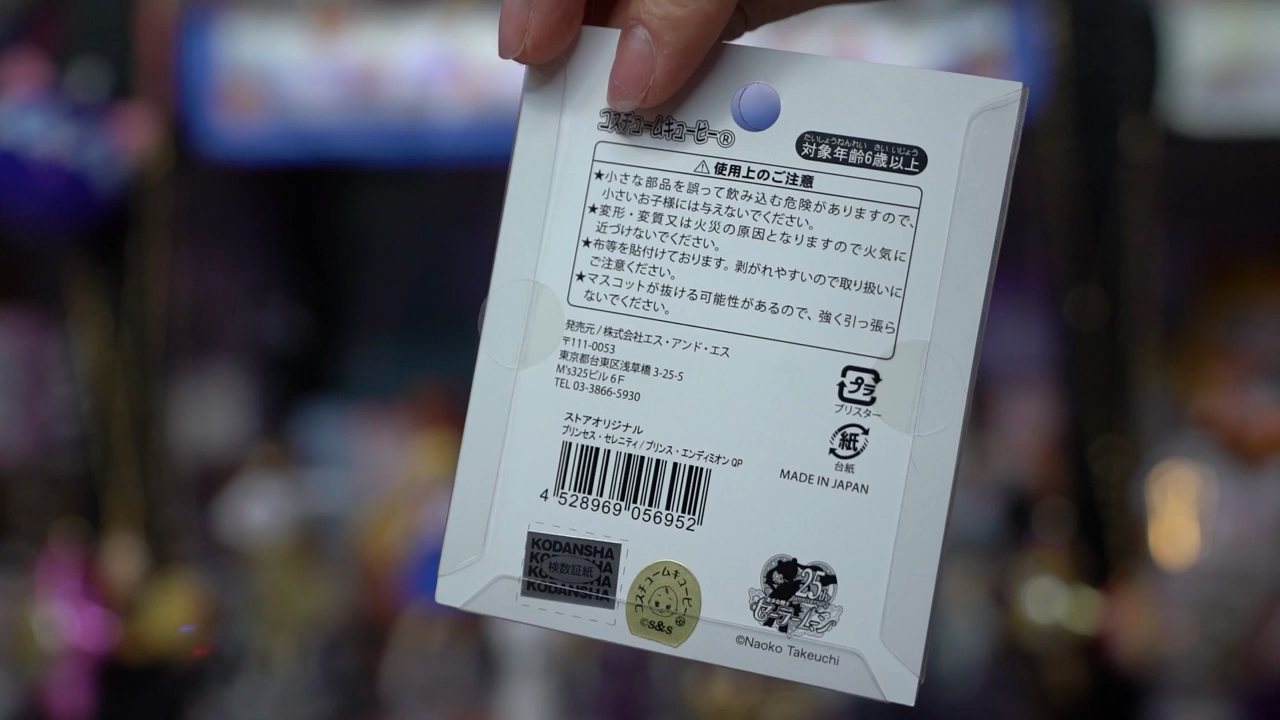 コスチュームキューピー®
たいしょうねんれい さい いじょう
対象年齢6歳以上
⚠使用上のご注意
★小さな部品を誤って飲み込む危険がありますので、
小さいお子様には与えないでください。
★変形・変質又は火災の原因となりますので火気に
近づけないでください。
★布等を貼付けております。剥がれやすいので取り扱いに
ご注意ください。
★マスコットが抜ける可能性があるので、強く引っ張ら
ないでください。
発売元/株式会社エス・アンド・エス
〒111-0053
東京都台東区浅草橋 3-25-5
M's325ビル 6F
TEL 03-3866-5930
プラ
ブリスター
紙
台紙
MADE IN JAPAN
ストアオリジナル
プリンセス・セレニティ/プリンス・エンディミオン QP
4 528969 056952
KODANSHA
検数証紙
KODANSHA
コスチュームキューピー®
©S&S
25th
セーラームーン
©Naoko Takeuchi